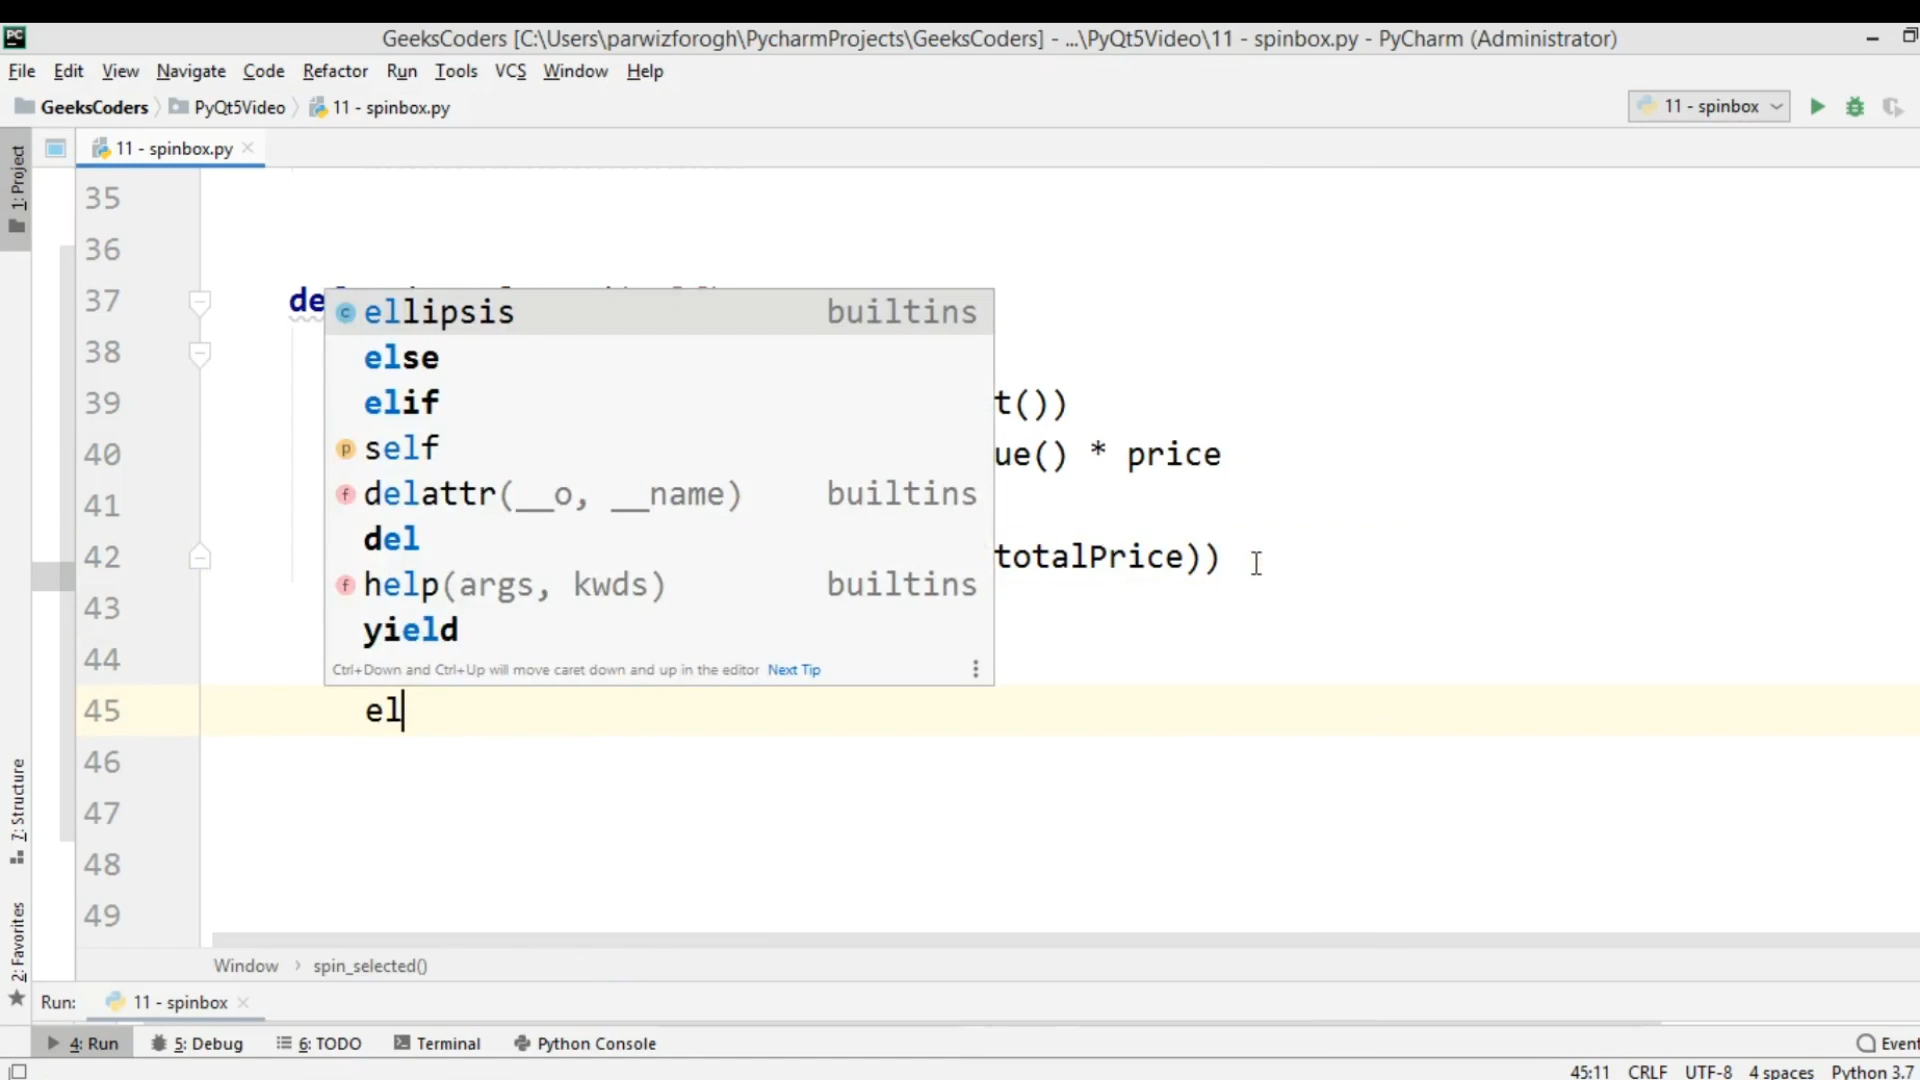 PC GeeksCoders [C:\Users\parwizforogh\PycharmProjects\GeeksCoders] - ...\PyQt5Video\11 - spinbox.py - PyCharm (Administrator)
File Edit View Navigate Code Refactor Run Tools VCS Window Help
GeeksCoders PyQt5Video 11 - spinbox.py 11 - spinbox
1: Project 11 - spinbox.py
35
36
37 de
ellipsis builtins
38 else
39 elif t())
40 self ue() * price
41 delattr(__o, __name) builtins
del
42 totalPrice))
43 help(args, kwds) builtins
yield
44 Ctrl+Down and Ctrl+Up will move caret down and up in the editor Next Tip
45 el
46
47
48
49
7: Structure
2: Favorites
Window › spin_selected()
Run: 11 - spinbox
4: Run 5: Debug 6: TODO Terminal Python Console Event
45:11 CRLF UTF-8 4 spaces Python 3.7